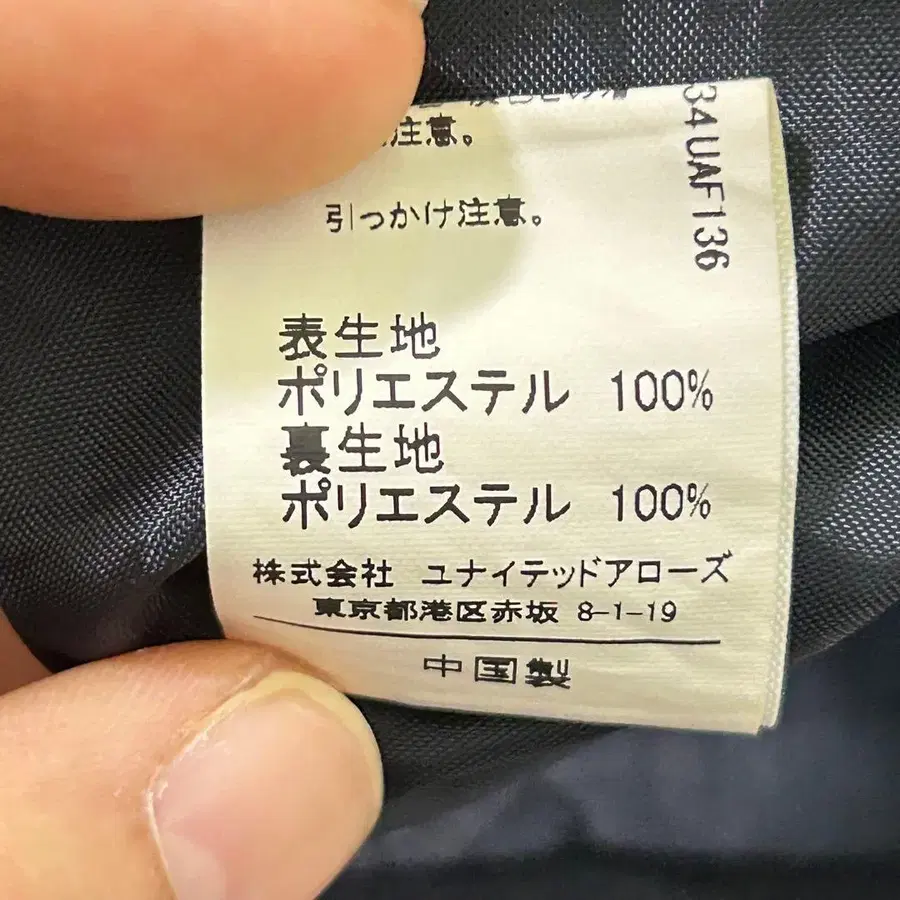 注意。
引っかけ注意。
表生地
ポリエステル 100%
裏生地
ポリエステル 100%
株式会社 ユナイテッドアローズ
東京都港区赤坂 8-1-19
中国製
34UAF136